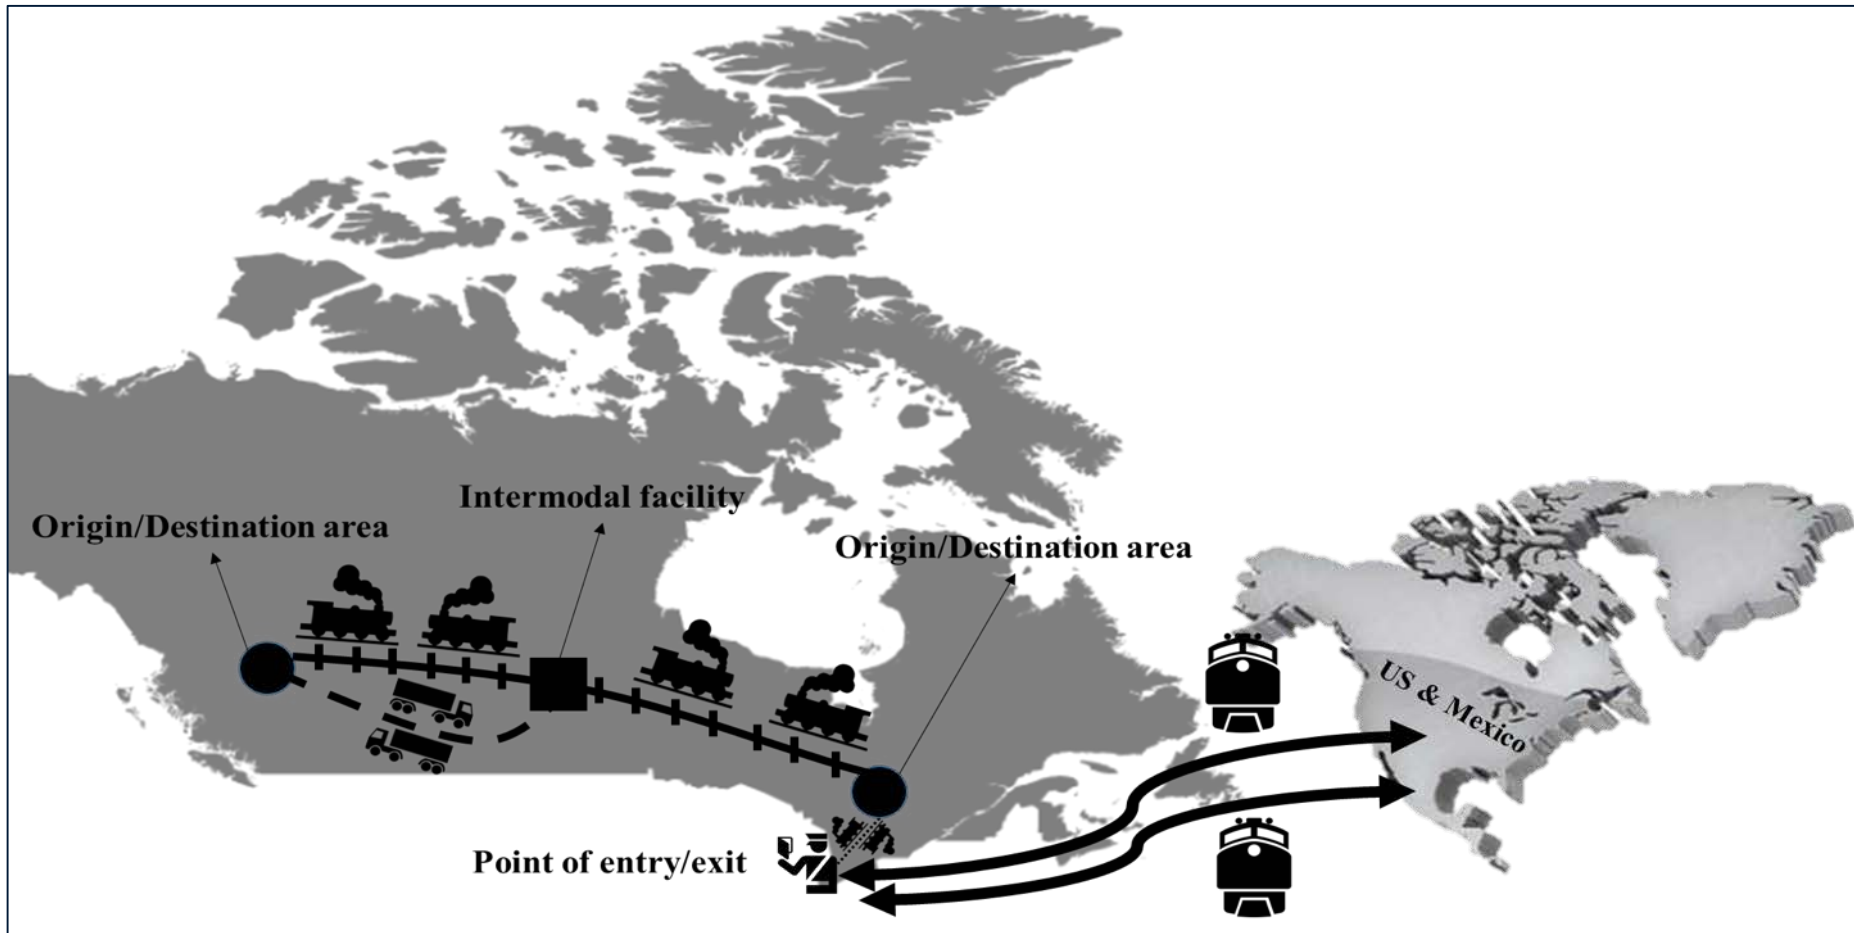 Intermodal facility
Origin/Destination area
Origin/Destination area
US & Mexico
Point of entry/exit